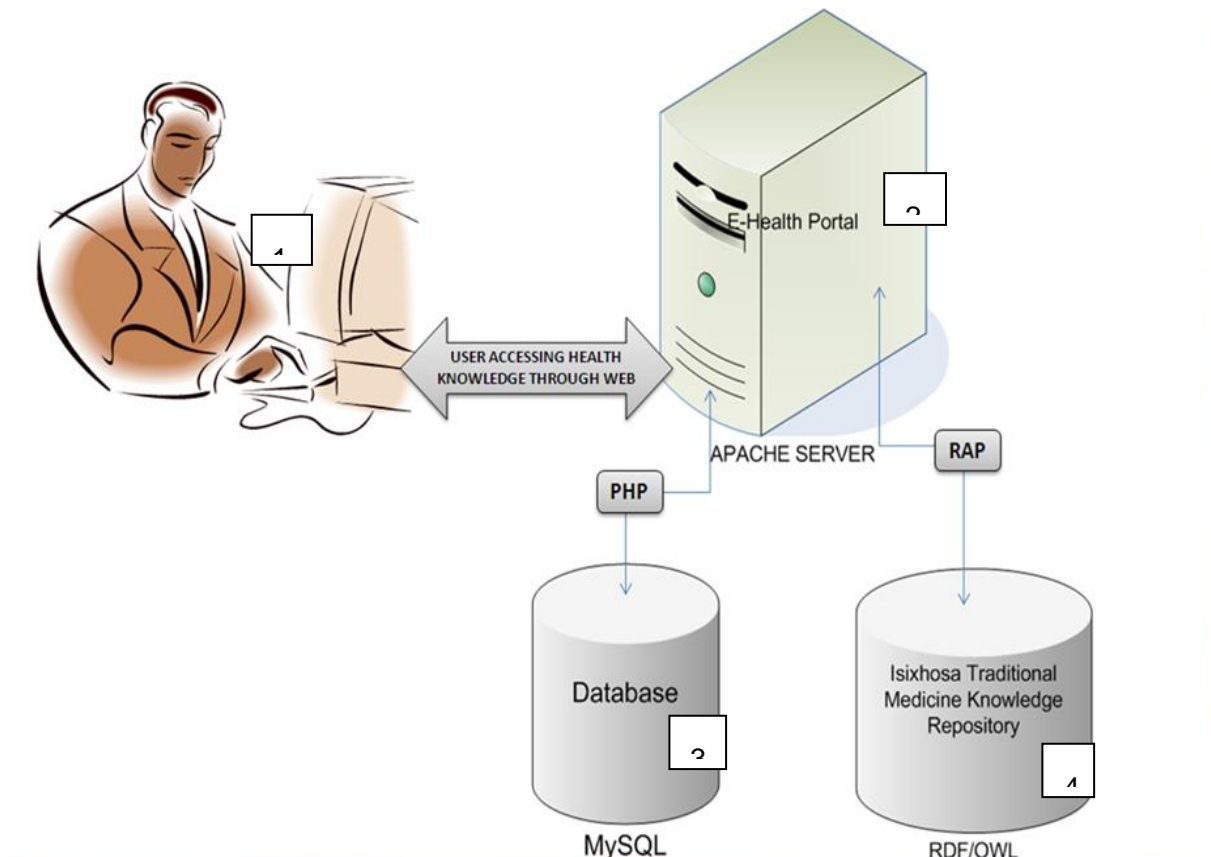 E-Health Portal
USER ACCESSING HEALTH
KNOWLEDGE THROUGH WEB
APACHE SERVER
RAP
PHP
Database
Isixhosa Traditional
Medicine Knowledge
Repository
MySQL
RDF/OWL